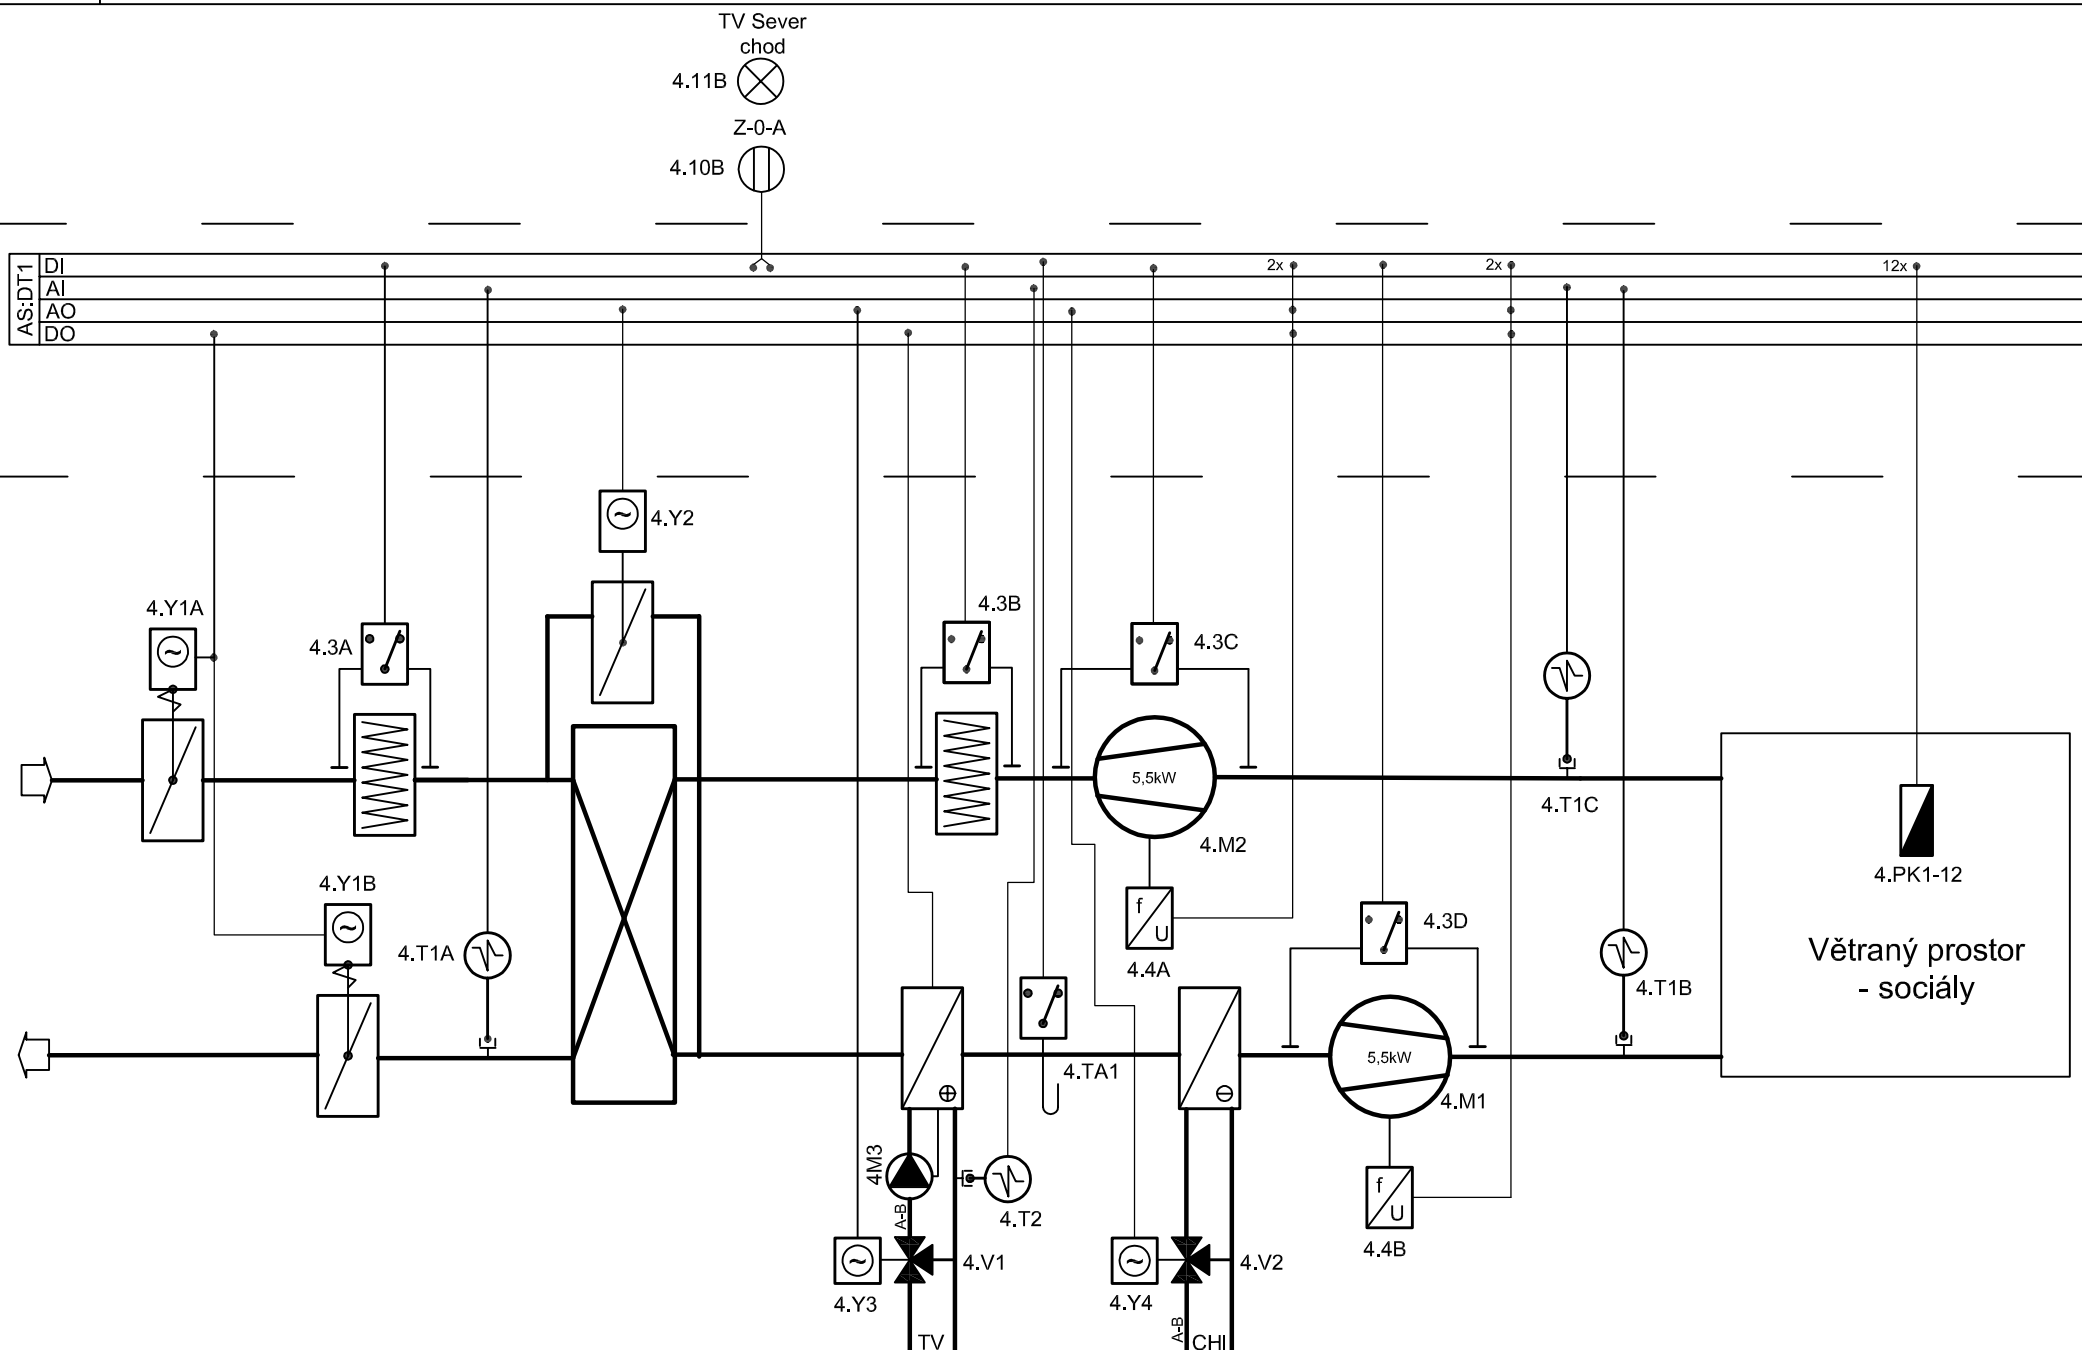 TV Sever
chod
4.11B
Z-0-A
4.10B
AS:DT1
DI
AI
AO
DO
2x
2x
12x
4.Y2
4.Y1A
4.3A
4.3B
4.3C
5,5kW
4.T1C
4.M2
4.PK1-12
4.Y1B
f
U
4.4A
4.3D
4.T1A
Větraný prostor
- sociály
4.T1B
5,5kW
4.TA1
4.M1
4M3
A-B
4.T2
f
U
4.4B
4.V1
4.V2
4.Y3
4.Y4
A-B
TV
CHl